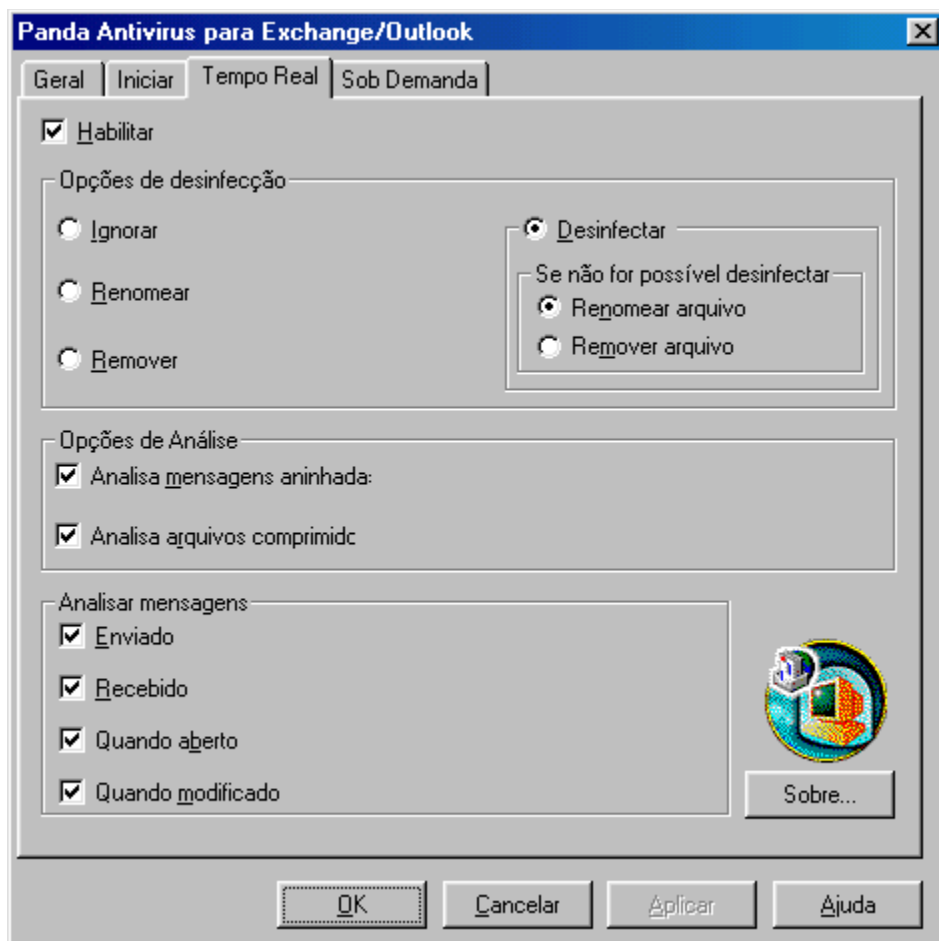 Panda Antivirus para Exchange/Outlook
Geral Iniciar Tempo Real Sob Demanda
Habilitar
Opções de desinfecção
Ignorar
Renomear
Remover
Desinfectar
Se não for possível desinfectar
Renomear arquivo
Remover arquivo
Opções de Análise
Analisa mensagens aninhada:
Analisa arquivos comprimidc
Analisar mensagens
Enviado
Recebido
Quando aberto
Quando modificado
Sobre...
OK Cancelar Aplicar Ajuda